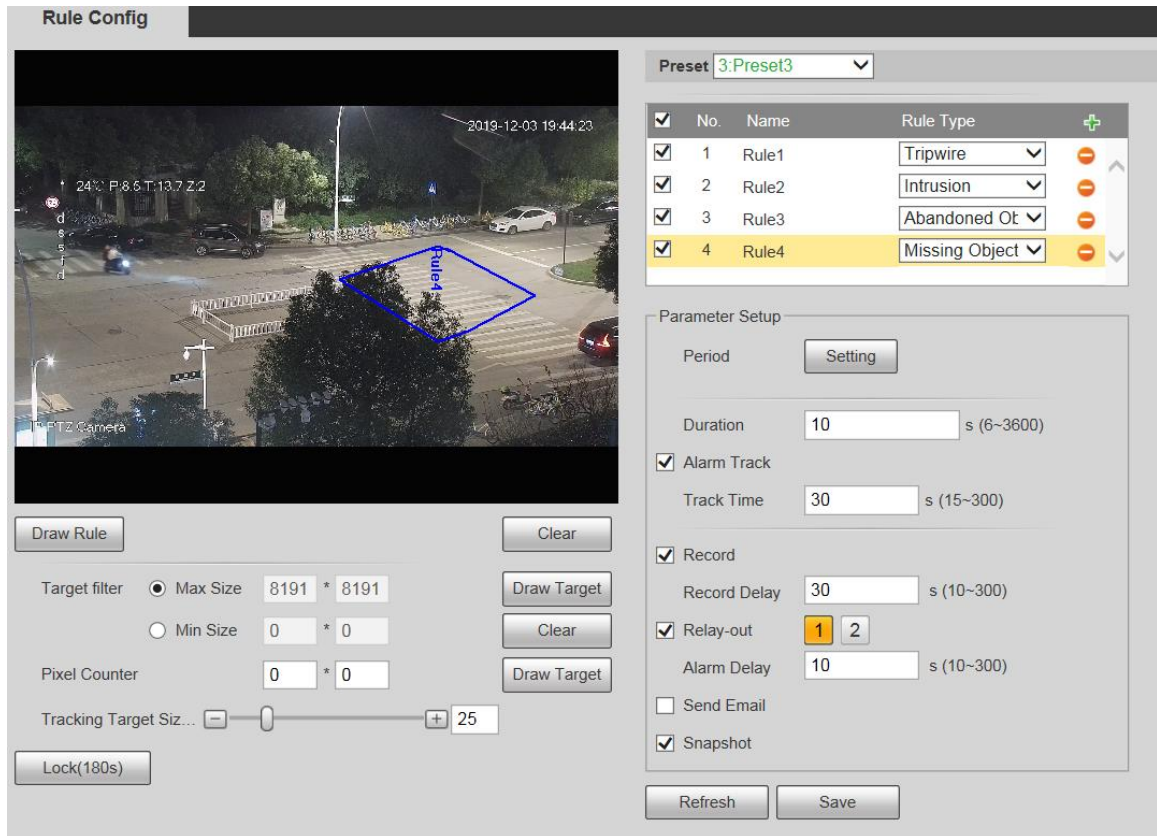 Rule Config
2019-12-03 19:44:23
24℃ P:8.5 T:13.7 Z:2
Rule4
IP PTZ Camera
Draw Rule
Clear
Target filter Max Size 8191 * 8191 Draw Target
Min Size 0 * 0 Clear
Pixel Counter 0 * 0 Draw Target
Tracking Target Siz... 25
Lock(180s)
Preset 3:Preset3
No. Name Rule Type
1 Rule1 Tripwire
2 Rule2 Intrusion
3 Rule3 Abandoned Ob
4 Rule4 Missing Object
Parameter Setup
Period Setting
Duration 10 s (6~3600)
Alarm Track
Track Time 30 s (15~300)
Record
Record Delay 30 s (10~300)
Relay-out 1 2
Alarm Delay 10 s (10~300)
Send Email
Snapshot
Refresh Save